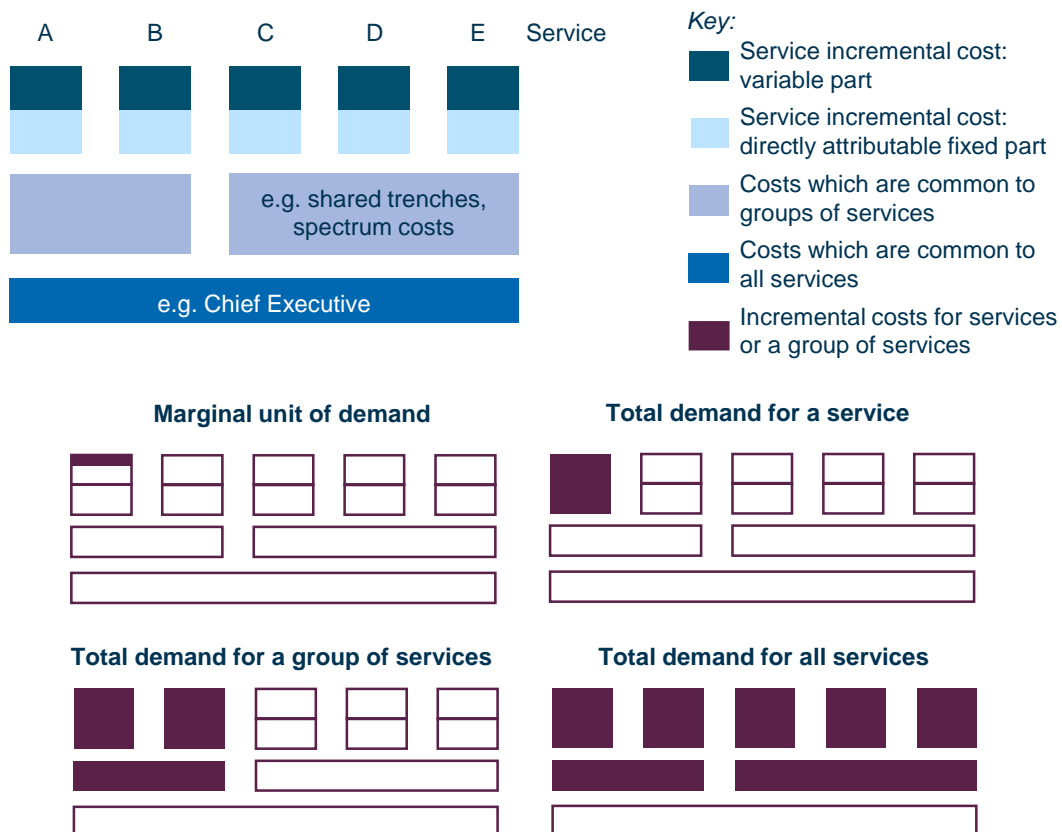 A B C D E Service
e.g. shared trenches,
spectrum costs
e.g. Chief Executive
Key:
Service incremental cost:
variable part
Service incremental cost:
directly attributable fixed part
Costs which are common to
groups of services
Costs which are common to
all services
Incremental costs for services
or a group of services
Marginal unit of demand
Total demand for a service
Total demand for a group of services
Total demand for all services